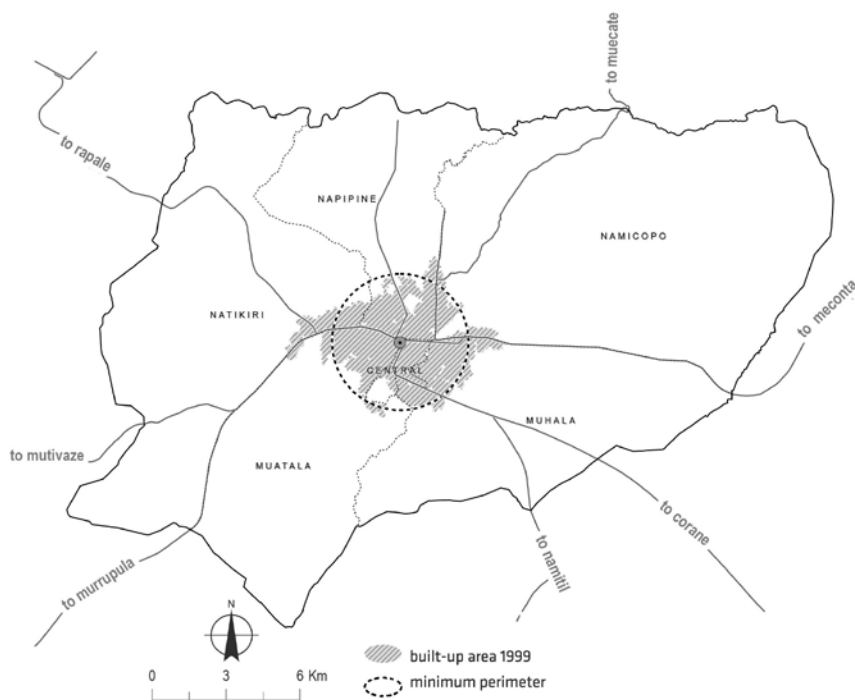 to muecate
to rapale
NAPIPINE
NAMICOPO
to meconta
NATIKIRI
CENTRAL
MUHALA
to mutivaze
MUATALA
to corane
to namitil
to murrupula
N
built-up area 1999
0 3 6 Km
minimum perimeter